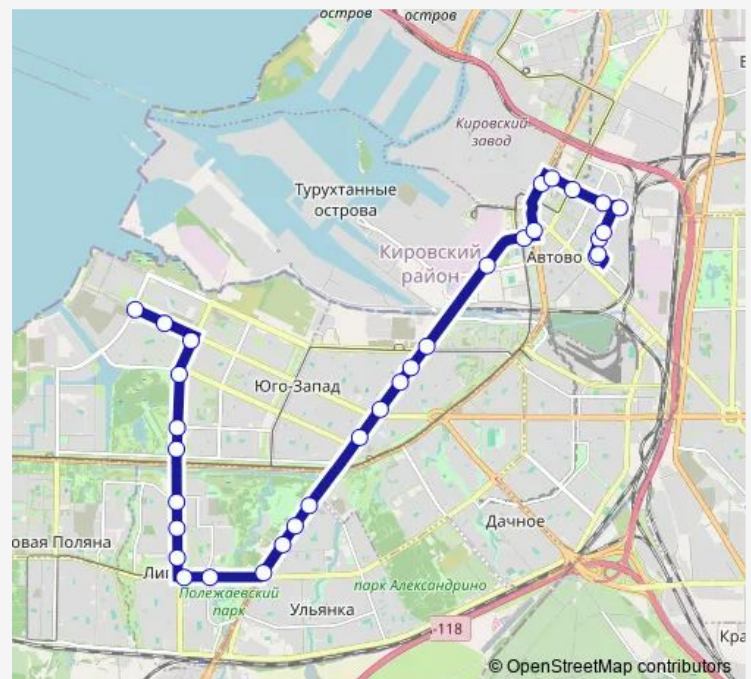 остров
остров
Кировский
завод
Турухтанные
острова
Кировский
район
Автово
Юго-Запад
Дачное
овая Поляна
Ли
Полежаевский
парк
парк Александрино
Ульянка
-118
Кра
© OpenStreetMap contributors